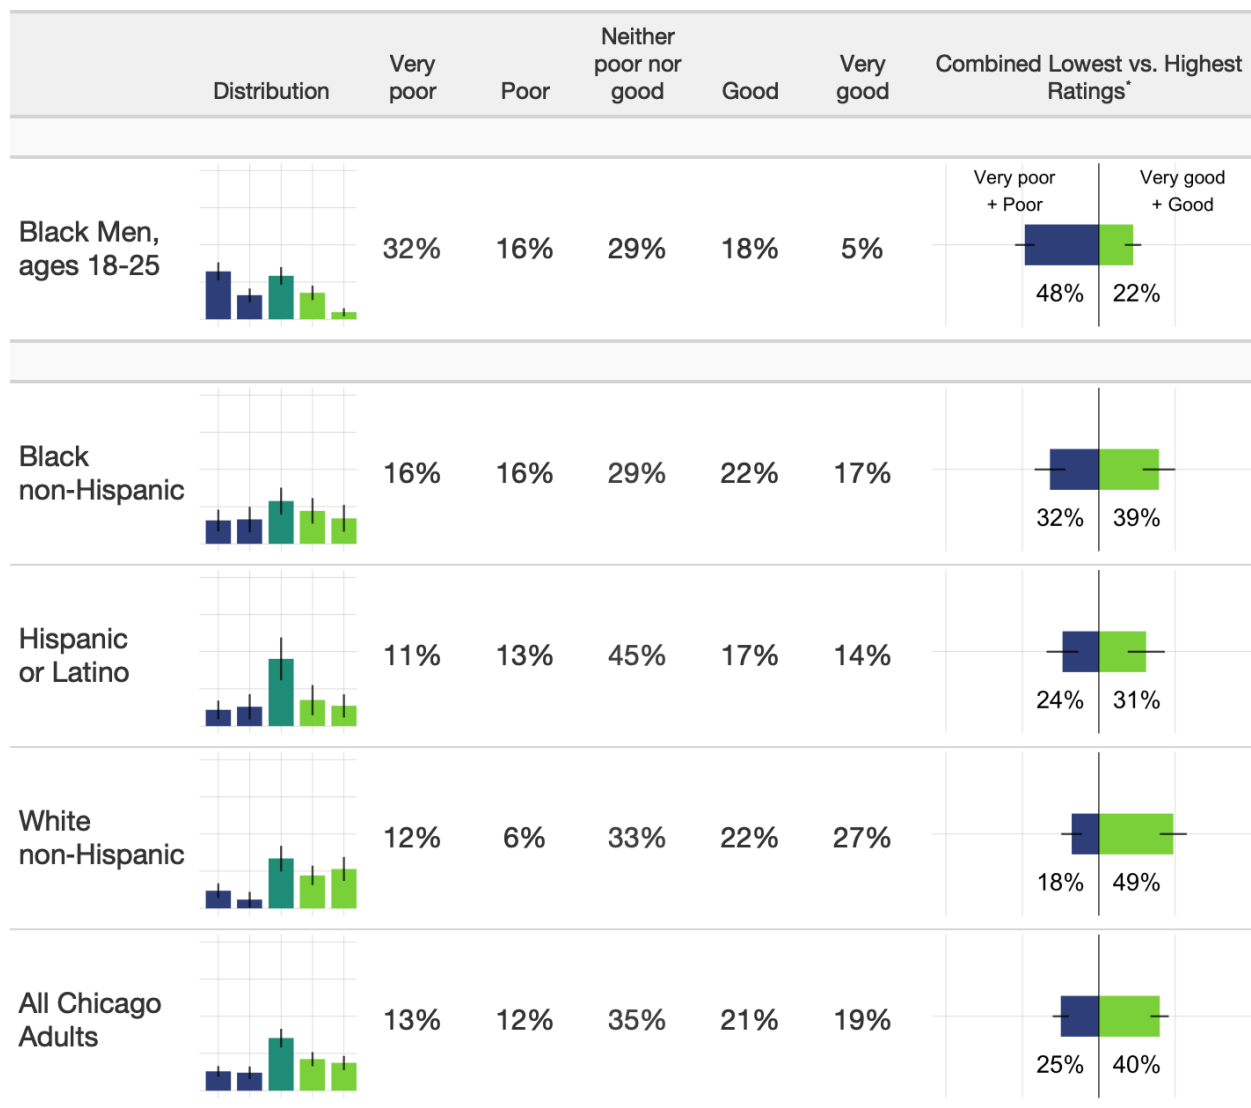 Distribution
Very
poor
Poor
Neither
poor nor
good
Good
Very
good
Combined Lowest vs. Highest
Ratings*
Black Men,
ages 18-25
32%
16%
29%
18%
5%
Very poor
+ Poor
Very good
+ Good
48%
22%
Black
non-Hispanic
16%
16%
29%
22%
17%
32%
39%
Hispanic
or Latino
11%
13%
45%
17%
14%
24%
31%
White
non-Hispanic
12%
6%
33%
22%
27%
18%
49%
All Chicago
Adults
13%
12%
35%
21%
19%
25%
40%